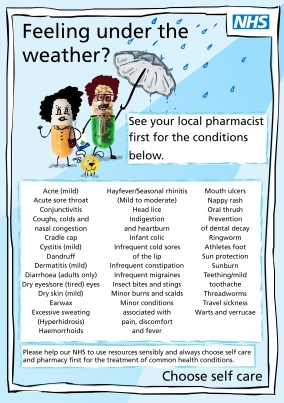 Feeling under the
weather?
NHS
See your local pharmacist
first for the conditions
below.
Acne (mild)
Acute sore throat
Conjunctivitis
Coughs, colds and
nasal congestion
Cradle cap
Cystitis (mild)
Dandruff
Dermatitis (mild)
Diarrhoea (adults only)
Dry eyes/sore (tired) eyes
Dry skin (mild)
Earwax
Excessive sweating
(Hyperhidrosis)
Haemorrhoids
Hayfever/Seasonal rhinitis
(Mild to moderate)
Head lice
Indigestion
and heartburn
Infant colic
Infrequent cold sores
of the lip
Infrequent constipation
Infrequent migraines
Insect bites and stings
Minor burns and scalds
Minor conditions
associated with
pain, discomfort
and fever
Mouth ulcers
Nappy rash
Oral thrush
Prevention
of dental decay
Ringworm
Athletes foot
Sun protection
Sunburn
Teething/mild
toothache
Threadworms
Travel sickness
Warts and verrucae
Please help our NHS to use resources sensibly and always choose self care
and pharmacy first for the treatment of common health conditions.
Choose self care